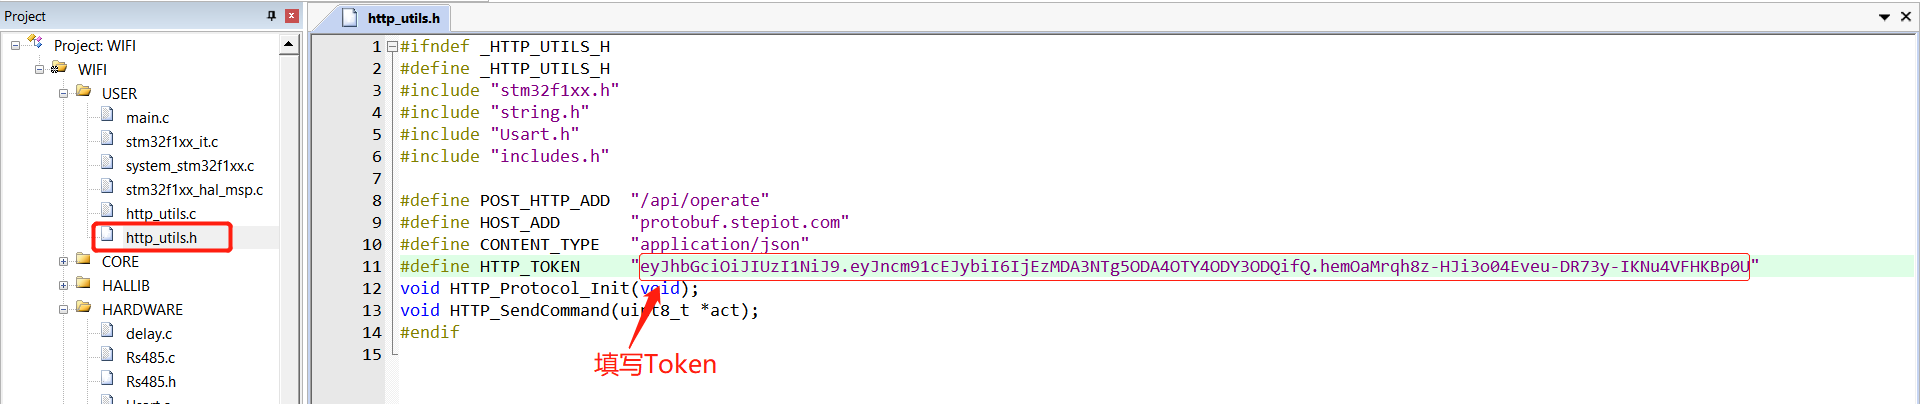 Project
Project: WIFI
WIFI
USER
main.c
stm32f1xx_it.c
system_stm32f1xx.c
stm32f1xx_hal_msp.c
http_utils.c
http_utils.h
CORE
HALLIB
HARDWARE
delay.c
Rs485.c
Rs485.h
http_utils.h
1 #ifndef _HTTP_UTILS_H
2 #define _HTTP_UTILS_H
3 #include "stm32f1xx.h"
4 #include "string.h"
5 #include "Usart.h"
6 #include "includes.h"
7
8 #define POST_HTTP_ADD "/api/operate"
9 #define HOST_ADD "protobuf.stepiot.com"
10 #define CONTENT_TYPE "application/json"
11 #define HTTP_TOKEN "eyJhbGciOiJIUzI1NiJ9.eyJncm91cEJybiI6IjEzMDA3NTg5ODA4OTY4ODY3ODQifQ.hemOaMrqh8z-HJi3o04Eveu-DR73y-IKNu4VFHKBp0U"
12 void HTTP_Protocol_Init(void);
13 void HTTP_SendCommand(uint8_t *act);
14 #endif
15
填写Token